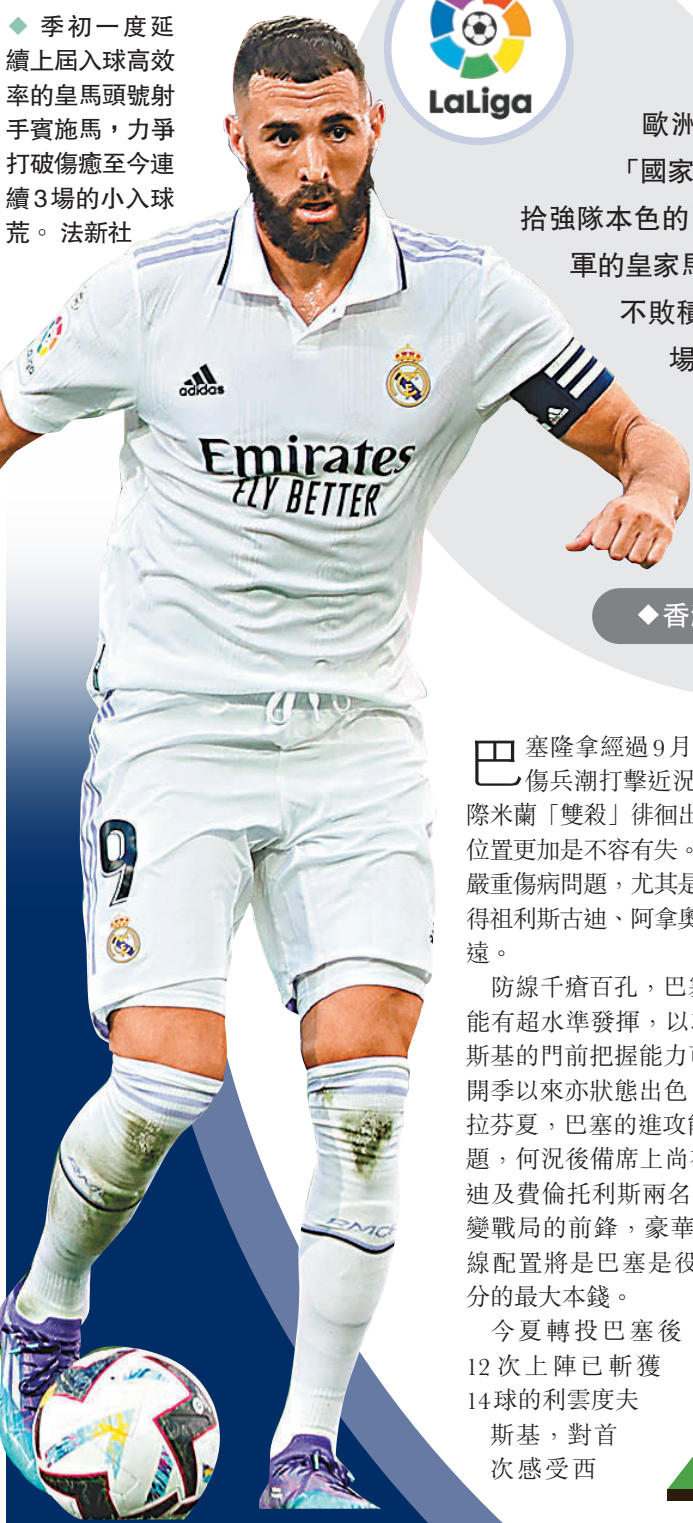 ◆ 季初一度延
續上屆入球高效
率的皇馬頭號射
手賓施馬，力爭
打破傷癒至今連
續3場的小入球
荒。 法新社
LaLiga
歐洲
「國家
拾強隊本色的
軍的皇家馬
不敗積
場
adidas
Emirates
FLY BETTER
9
◆香
巴塞隆拿經過9月
傷兵潮打擊近況
際米蘭「雙殺」徘徊出
位置更加是不容有失。
嚴重傷病問題，尤其是
得祖利斯古迪、阿拿奧
遠。
防線千瘡百孔，巴塞
能有超水準發揮，以
斯基的門前把握能力
開季以來亦狀態出色
拉芬夏，巴塞的進攻
題，何況後備席上尚
迪及費倫托利斯兩名
變戰局的前鋒，豪華
線配置將是巴塞是役
分的最大本錢。
今夏轉投巴塞後
12次上陣已斬獲
14球的利雲度夫
斯基，對首
次感受西
RMCF